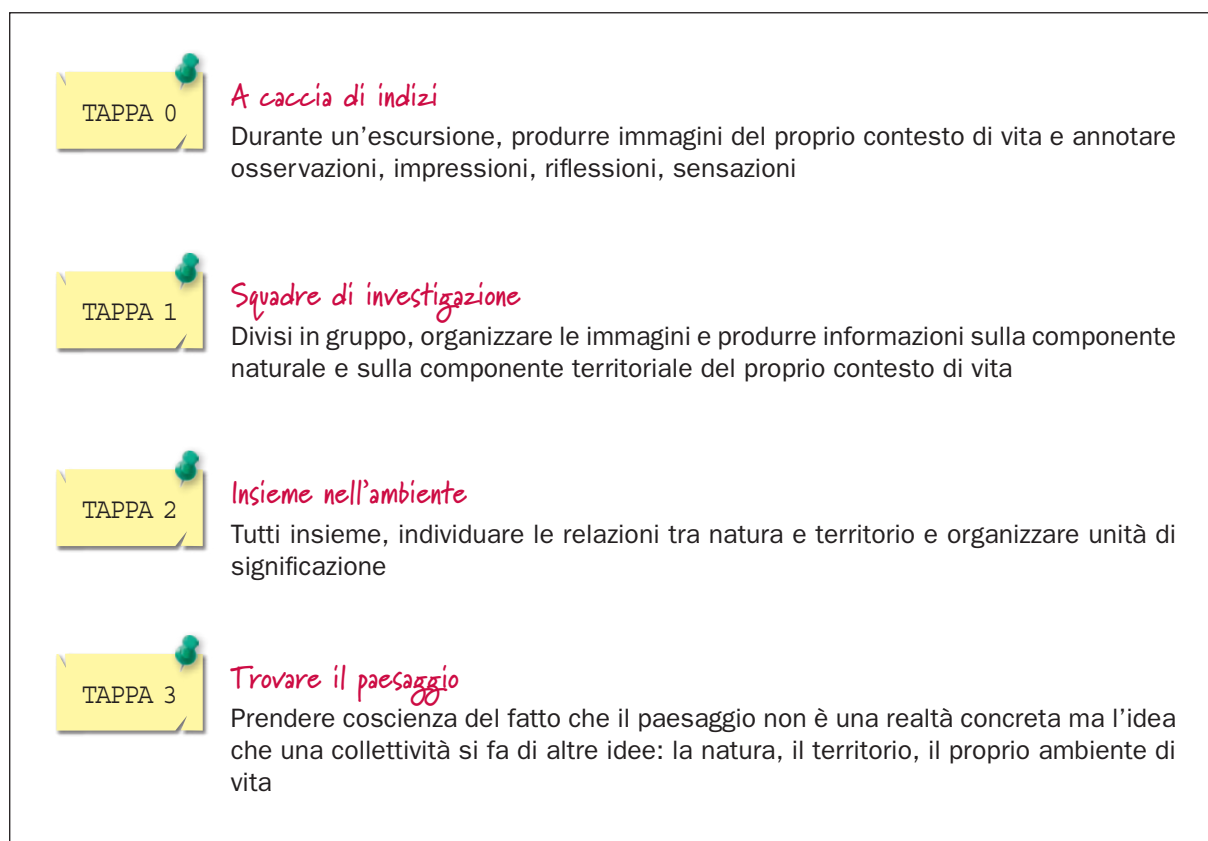 TAPPA 0
A caccia di indizi
Durante un’escursione, produrre immagini del proprio contesto di vita e annotare
osservazioni, impressioni, riflessioni, sensazioni
TAPPA 1
Squadre di investigazione
Divisi in gruppo, organizzare le immagini e produrre informazioni sulla componente
naturale e sulla componente territoriale del proprio contesto di vita
TAPPA 2
Insieme nell’ambiente
Tutti insieme, individuare le relazioni tra natura e territorio e organizzare unità di
significazione
TAPPA 3
Trovare il paesaggio
Prendere coscienza del fatto che il paesaggio non è una realtà concreta ma l’idea
che una collettività si fa di altre idee: la natura, il territorio, il proprio ambiente di
vita